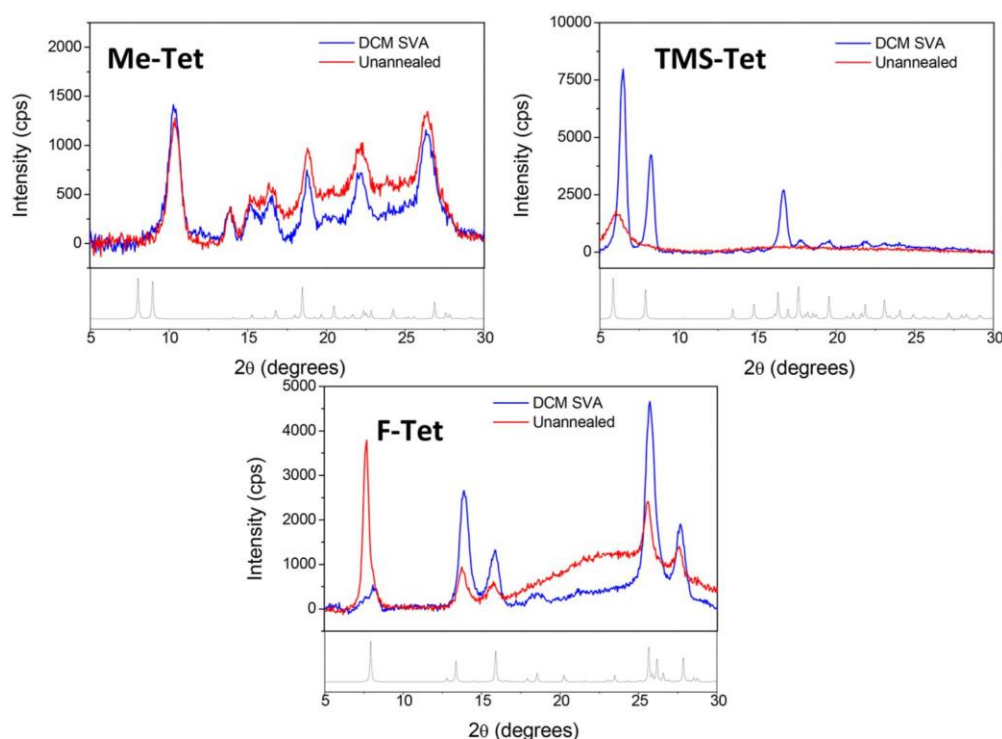 Me-Tet
DCM SVA
Unannealed
Intensity (cps)
2000
1500
1000
500
0
5
10
15
20
25
30
2θ (degrees)
TMS-Tet
DCM SVA
Unannealed
Intensity (cps)
10000
7500
5000
2500
0
5
10
15
20
25
30
2θ (degrees)
F-Tet
DCM SVA
Unannealed
Intensity (cps)
5000
4000
3000
2000
1000
0
5
10
15
20
25
30
2θ (degrees)